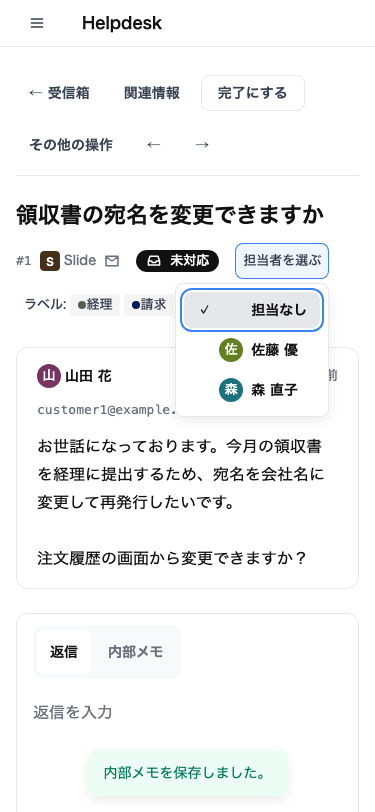 Helpdesk
← 受信箱
関連情報
完了にする
その他の操作
←
→
領収書の宛名を変更できますか
#1 S Slide 未対応 担当者を選ぶ
ラベル: 経理 請求
✓ 担当なし
佐 佐藤 優
森 森 直子
山 山田 花
前
customer1@example.
お世話になっております。今月の領収書
を経理に提出するため、宛名を会社名に
変更して再発行したいです。
注文履歴の画面から変更できますか？
返信
内部メモ
返信を入力
内部メモを保存しました。